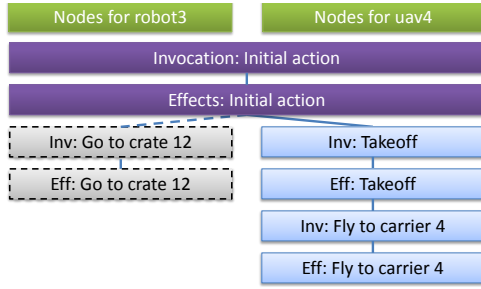 Nodes for robot3
Nodes for uav4
Invocation: Initial action
Effects: Initial action
Inv: Go to crate 12
Inv: Takeoff
Eff: Go to crate 12
Eff: Takeoff
Inv: Fly to carrier 4
Eff: Fly to carrier 4